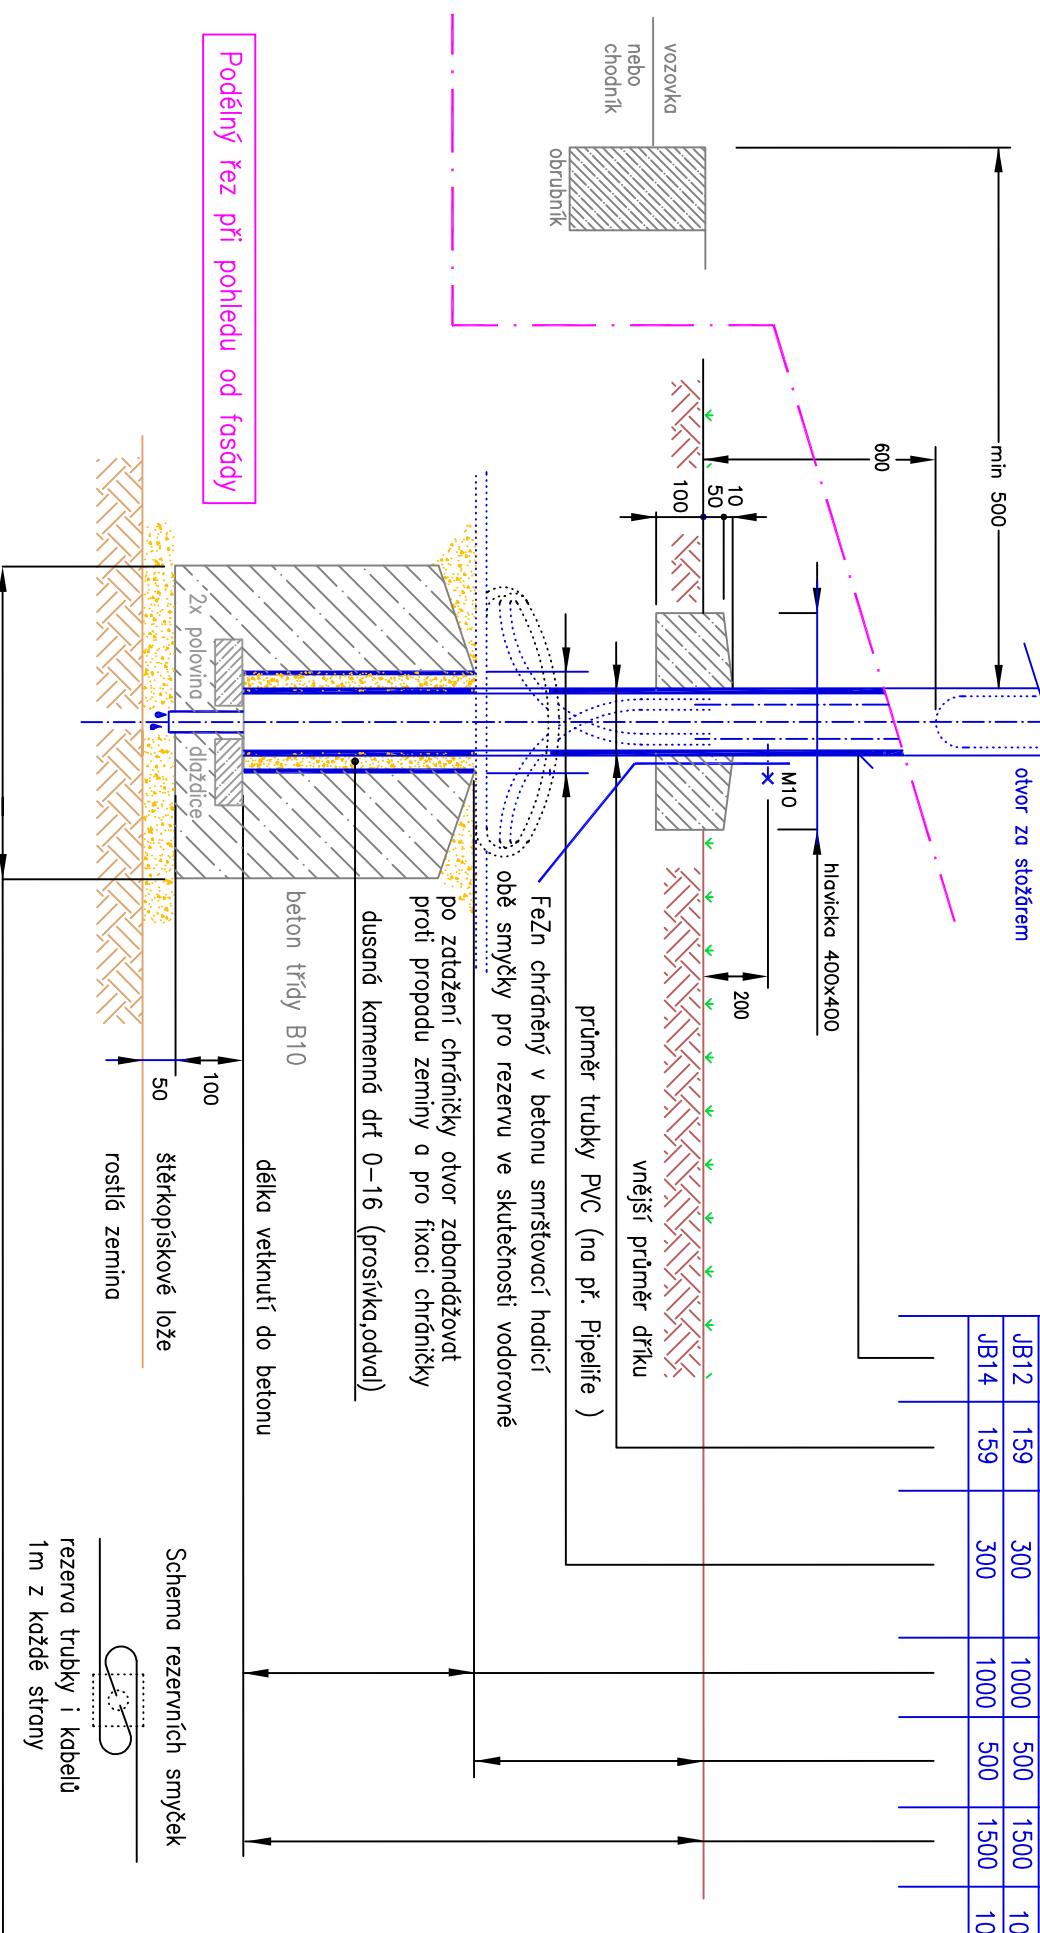 JB12 159 300 1000 500 1500 10
JB14 159 300 1000 500 1500 10
otvor za stožárem
min 500
600
hlavicka 400x400
M10
200
10
50
100
vozovka
nebo
chodník
obrubník
vnější průměr dříku
průměr trubky PVC (na př. Pipelife )
FeZn chráněný v betonu smršťovací hadicí
obě smyčky pro rezervu ve skutečnosti vodorovné
po zatažení chráničky otvor zabandážovat
proti propadu zeminy a pro fixaci chráničky
dusaná kamenná drť 0-16 (prosívka,odval)
beton třídy B10
délka vetknutí do betonu
2x polovina dlaždice
100
50
štěrkopískové lože
rostlá zemina
Podélný řez při pohledu od fasády
Schema rezervních smyček
rezerva trubky i kabelů
1m z každé strany